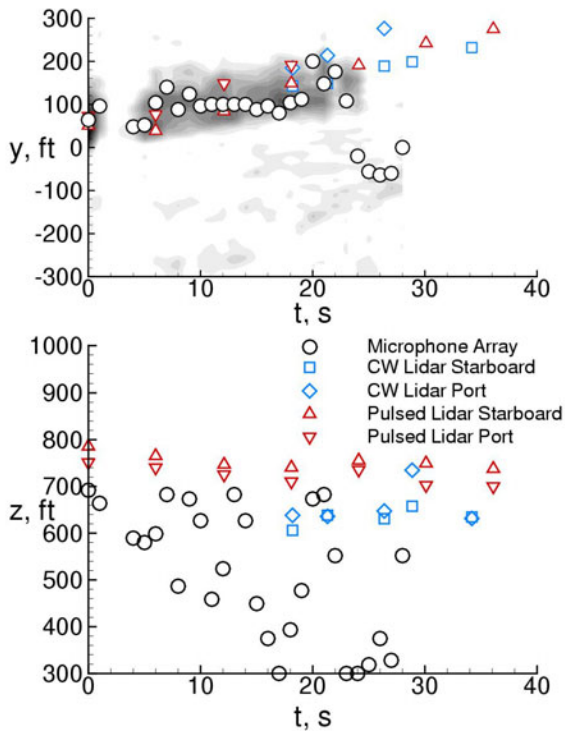 300
200
100
y, ft
0
-100
-200
-300
0
10
20
30
40
t, s
1000
Microphone Array
CW Lidar Starboard
900
CW Lidar Port
Pulsed Lidar Starboard
800
Pulsed Lidar Port
700
z, ft
600
500
400
300
0
10
20
30
40
t, s